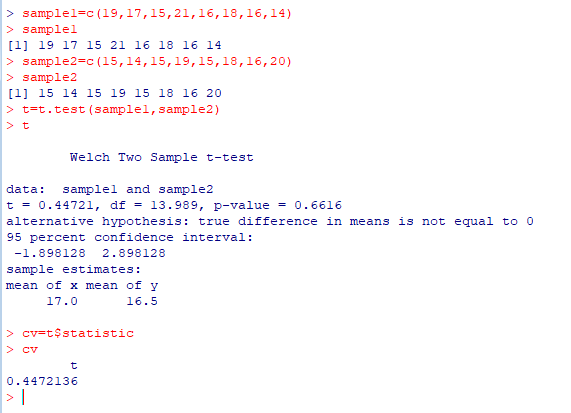 > sample1=c(19,17,15,21,16,18,16,14)
> sample1
[1] 19 17 15 21 16 18 16 14
> sample2=c(15,14,15,19,15,18,16,20)
> sample2
[1] 15 14 15 19 15 18 16 20
> t=t.test(sample1,sample2)
> t
Welch Two Sample t-test
data:  sample1 and sample2
t = 0.44721, df = 13.989, p-value = 0.6616
alternative hypothesis: true difference in means is not equal to 0
95 percent confidence interval:
-1.898128  2.898128
sample estimates:
mean of x mean of y
17.0      16.5
> cv=t$statistic
> cv
t
0.4472136
>